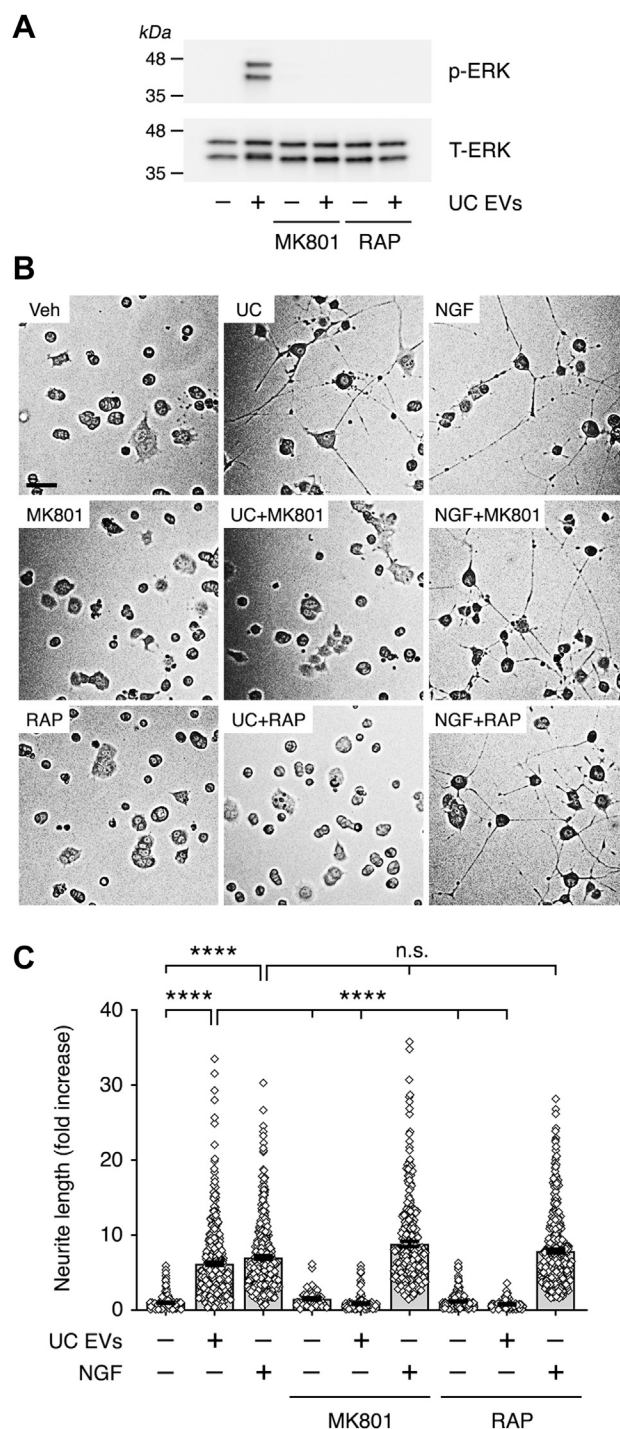 A
kDa
48
35
p-ERK
48
35
T-ERK
− + − + − + UC EVs
MK801 RAP
B
Veh UC NGF
MK801 UC+MK801 NGF+MK801
RAP UC+RAP NGF+RAP
C
**** n.s.
**** ****
40
30
20
10
0
Neurite length (fold increase)
UC EVs − + − − + − − + −
NGF − − + − − + − − +
MK801 RAP